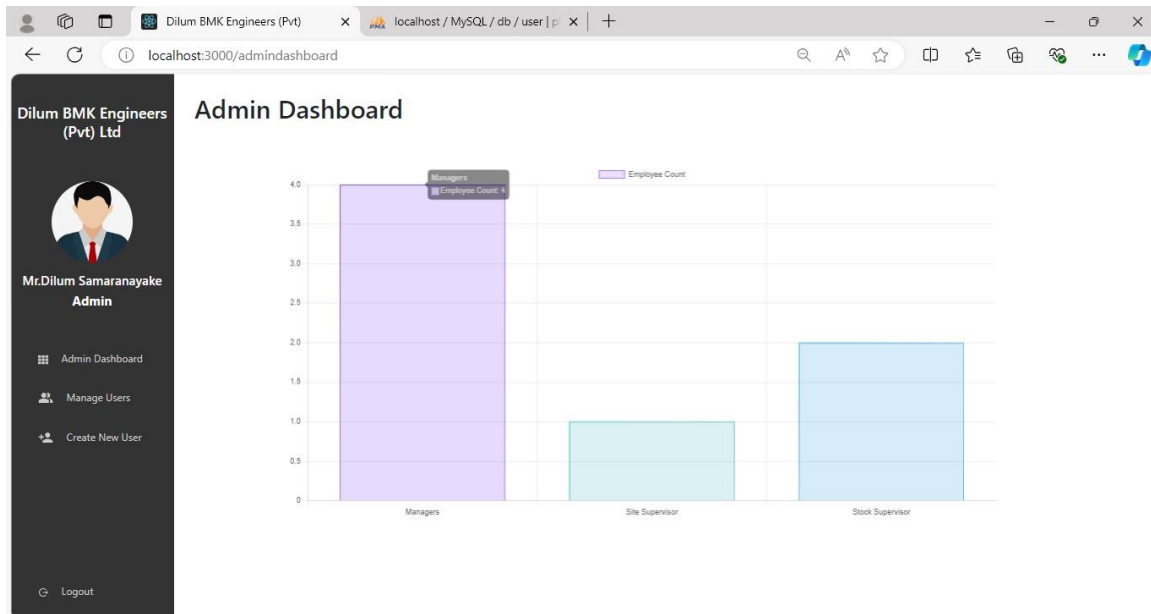 Dilum BMK Engineers (Pvt)
localhost / MySQL / db / user | p
localhost:3000/admindashboard
Dilum BMK Engineers
(Pvt) Ltd
Mr.Dilum Samaranayake
Admin
Admin Dashboard
Manage Users
Create New User
Logout
Admin Dashboard
Employee Count
Managers
Employee Count: 4
4.0
3.5
3.0
2.5
2.0
1.5
1.0
0.5
0
Managers
Site Supervisor
Stock Supervisor